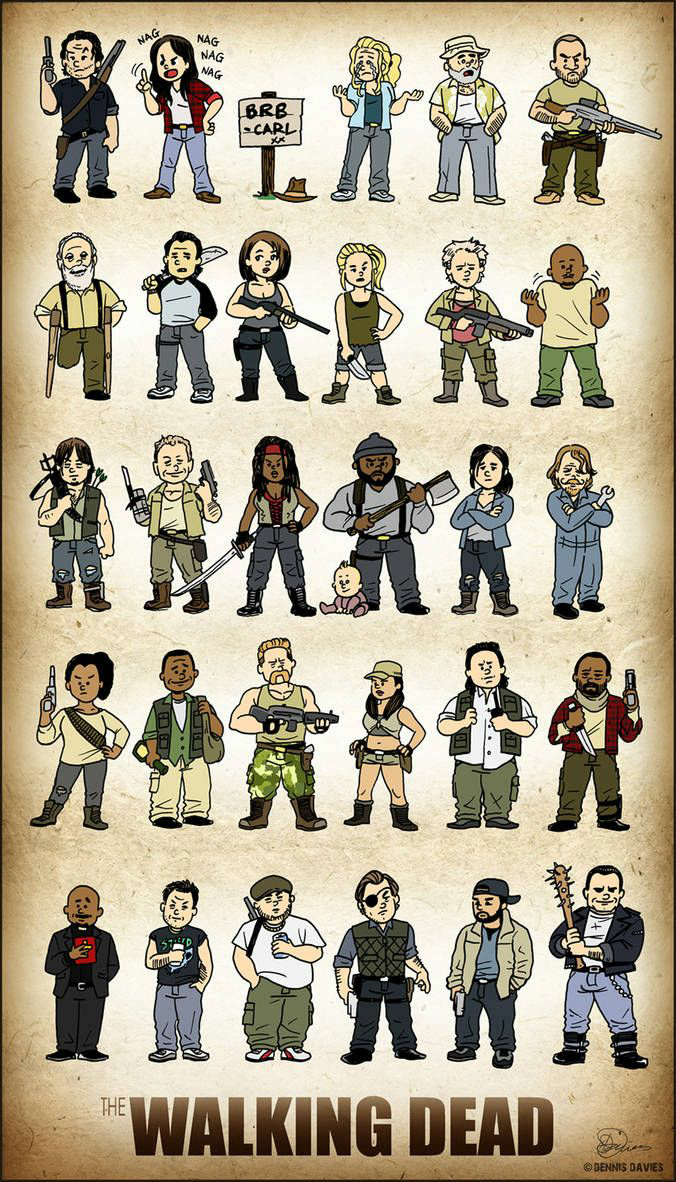 NAG
NAG
NAG
NAG
BRB
-CARL
xx
THE WALKING DEAD
© DENNIS DAVIES